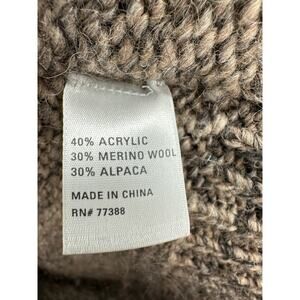 40% ACRYLIC
30% MERINO WOOL
30% ALPACA
MADE IN CHINA
RN# 77388